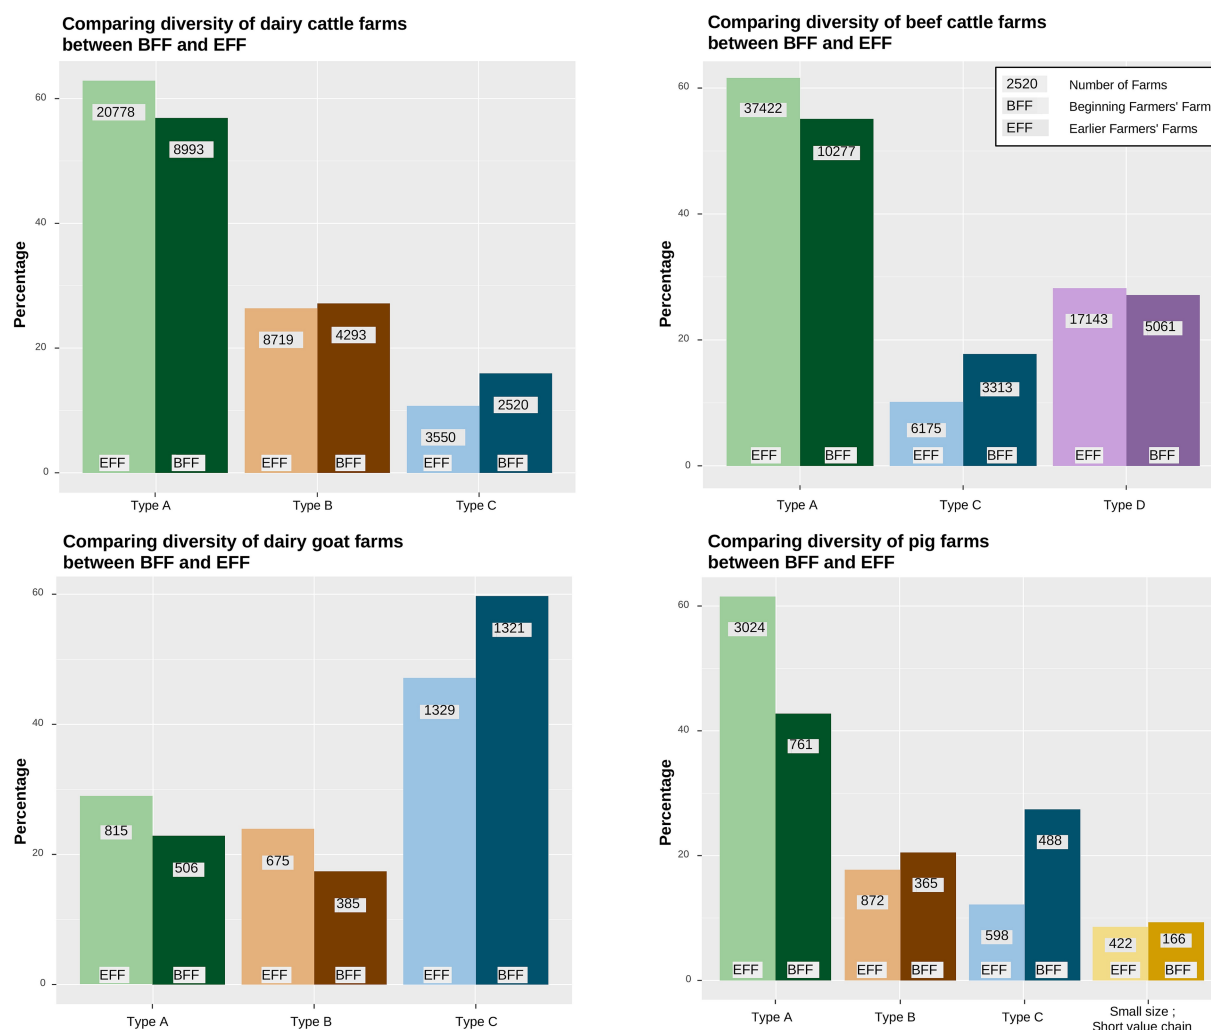 Comparing diversity of dairy cattle farms
between BFF and EFF
Percentage
60
40
20
0
20778
8993
8719
4293
3550
2520
EFF
BFF
EFF
BFF
EFF
BFF
Type A
Type B
Type C
Comparing diversity of beef cattle farms
between BFF and EFF
2520 Number of Farms
BFF Beginning Farmers' Farm
EFF Earlier Farmers' Farms
Percentage
60
40
20
0
37422
10277
6175
3313
17143
5061
EFF
BFF
EFF
BFF
EFF
BFF
Type A
Type C
Type D
Comparing diversity of dairy goat farms
between BFF and EFF
Percentage
60
40
20
0
815
506
675
385
1329
1321
EFF
BFF
EFF
BFF
EFF
BFF
Type A
Type B
Type C
Comparing diversity of pig farms
between BFF and EFF
Percentage
60
40
20
0
3024
761
872
365
598
488
422
166
EFF
BFF
EFF
BFF
EFF
BFF
EFF
BFF
Type A
Type B
Type C
Small size ;
Short value chain